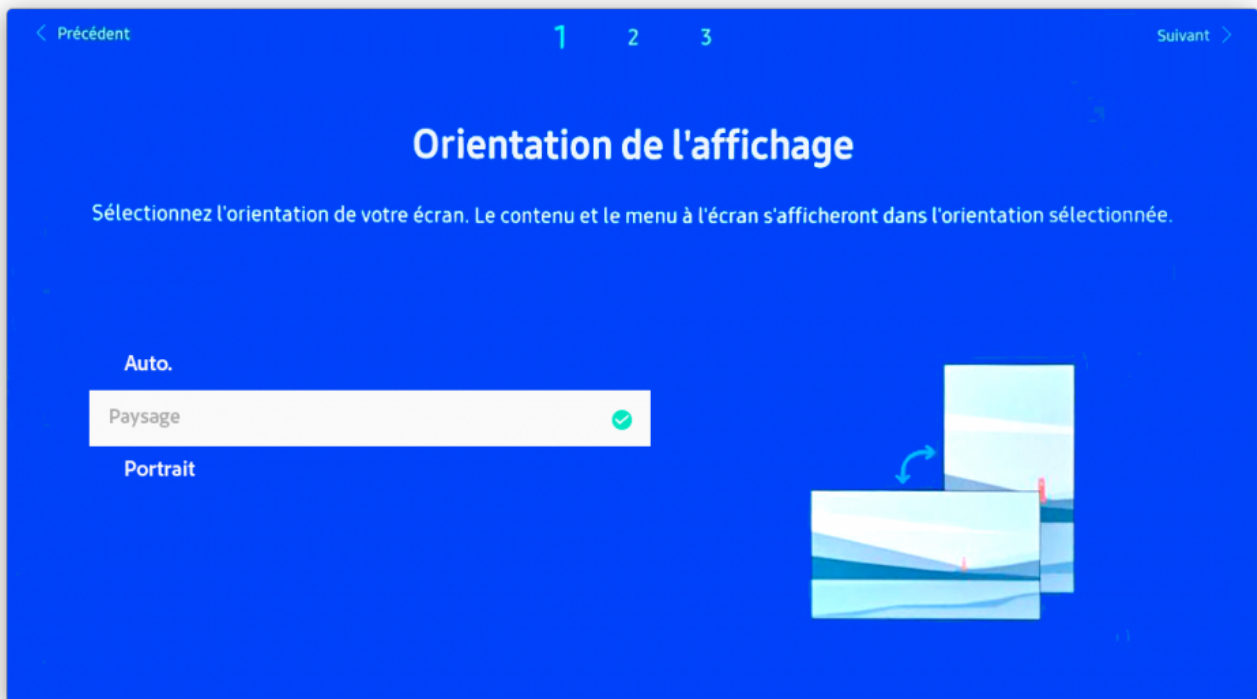 Précédent
1 2 3
Suivant
Orientation de l'affichage
Sélectionnez l'orientation de votre écran. Le contenu et le menu à l'écran s'afficheront dans l'orientation sélectionnée.
Auto.
Paysage
Portrait